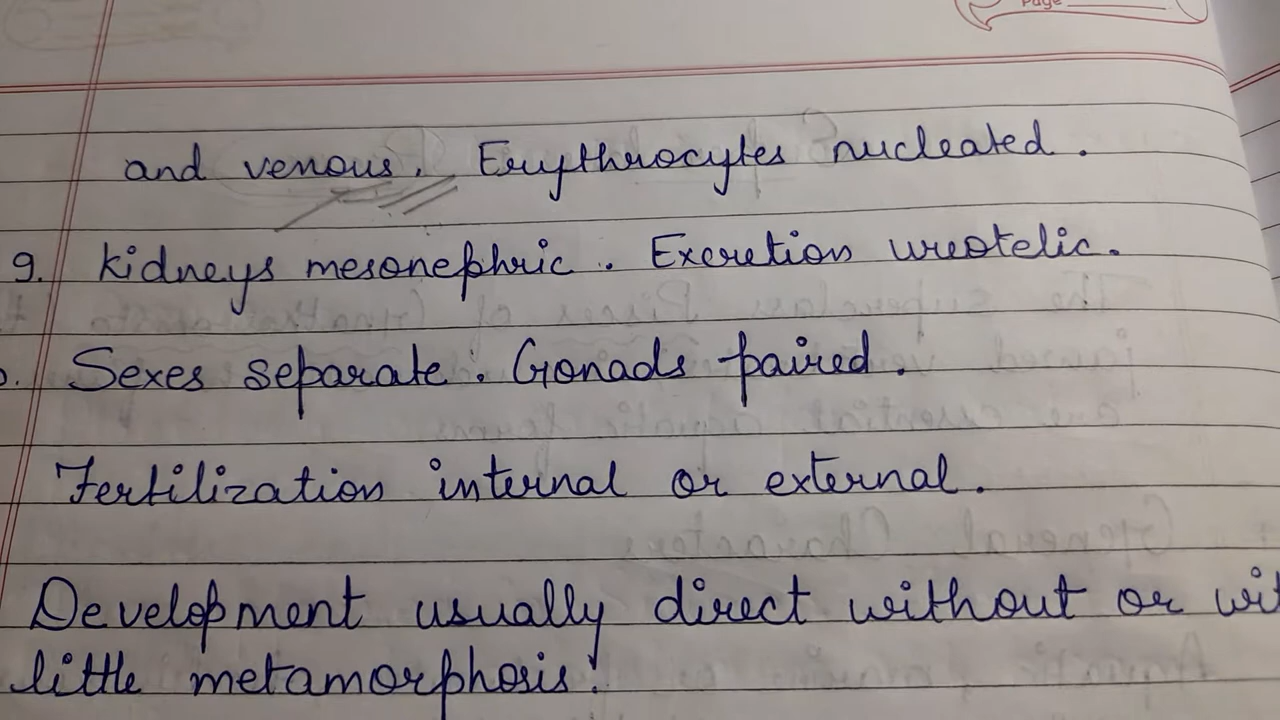 Page
and venous. Erythrocytes nucleated.
9. kidneys mesonephric. Excretion ureotelic.
Sexes separate. Gonads paired.
Fertilization internal or external.
Development usually direct without or
little metamorphosis.